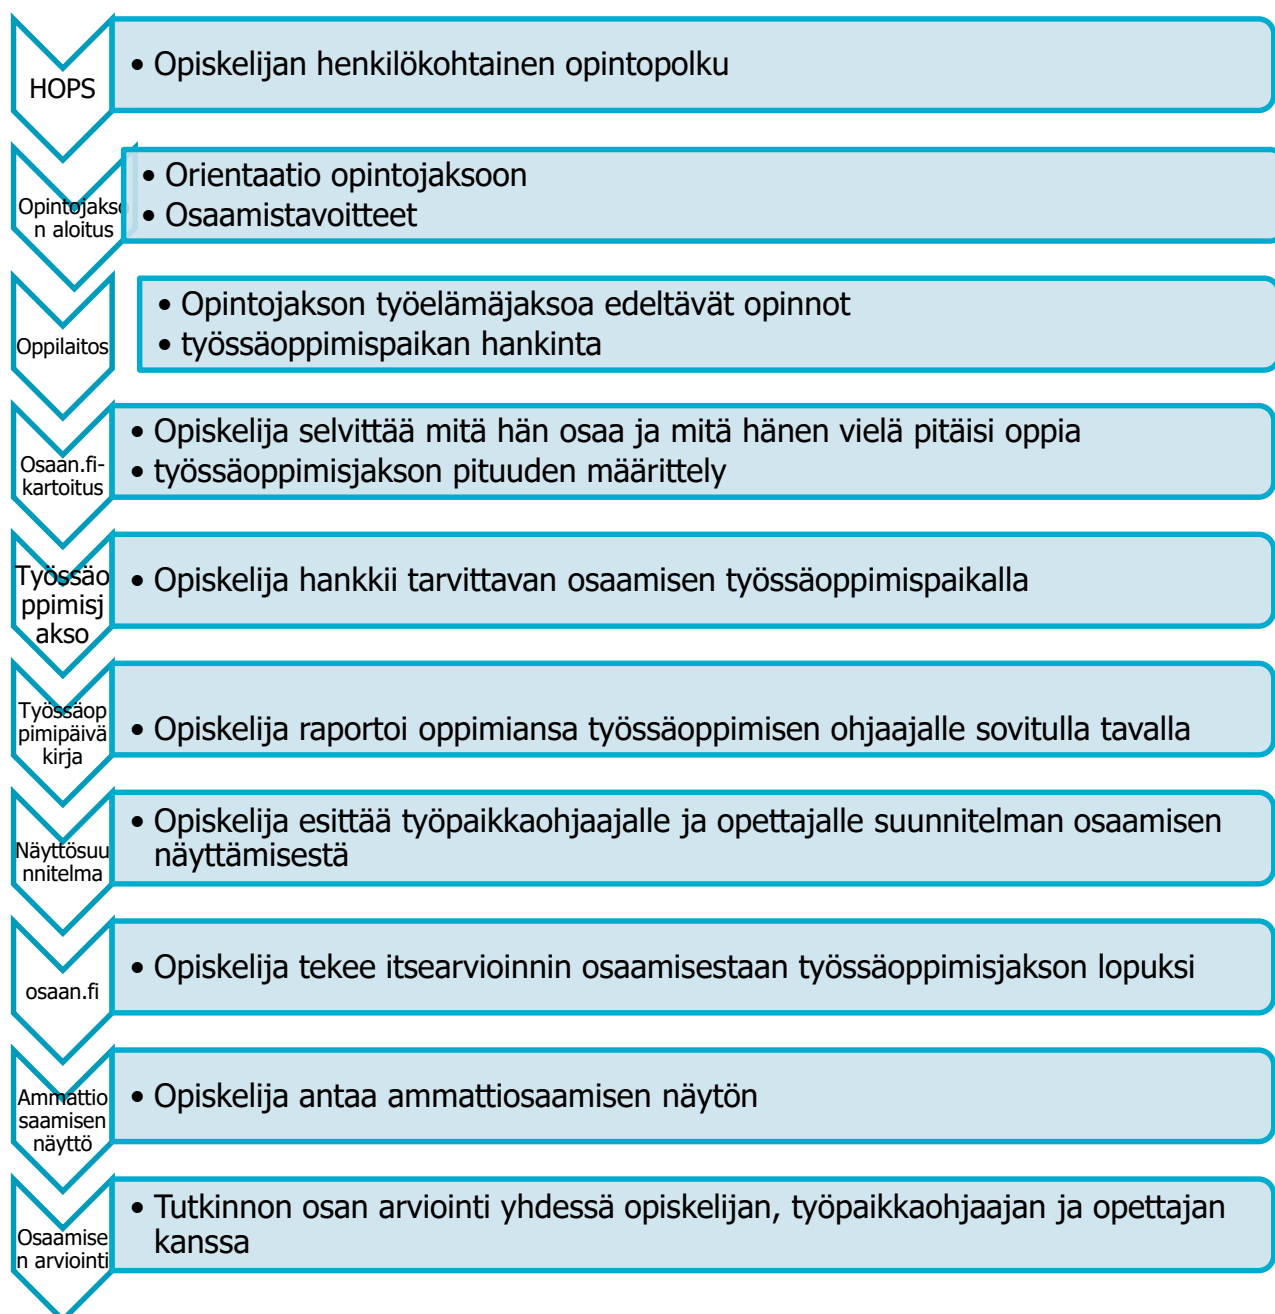 HOPS
• Opiskelijan henkilökohtainen opintopolku
Opintojakso
n aloitus
• Orientaatio opintojaksoon
• Osaamistavoitteet
Oppilaitos
• Opintojakson työelämäjaksoa edeltävät opinnot
• työssäoppimispaikan hankinta
Osaan.fi-
kartoitus
• Opiskelija selvittää mitä hän osaa ja mitä hänen vielä pitäisi oppia
• työssäoppimisjakson pituuden määrittely
Työssäo
ppimisj
akso
• Opiskelija hankkii tarvittavan osaamisen työssäoppimispaikalla
Työssäop
pimipäivä
kirja
• Opiskelija raportoi oppimiansa työssäoppimisen ohjaajalle sovitulla tavalla
Näyttösuu
nnitelma
• Opiskelija esittää työpaikkaohjaajalle ja opettajalle suunnitelman osaamisen
näyttämisestä
osaan.fi
• Opiskelija tekee itsearvioinnin osaamisestaan työssäoppimisjakson lopuksi
Ammattio
saamisen
näyttö
• Opiskelija antaa ammattiosaamisen näytön
Osaamise
n arviointi
• Tutkinnon osan arviointi yhdessä opiskelijan, työpaikkaohjaajan ja opettajan
kanssa